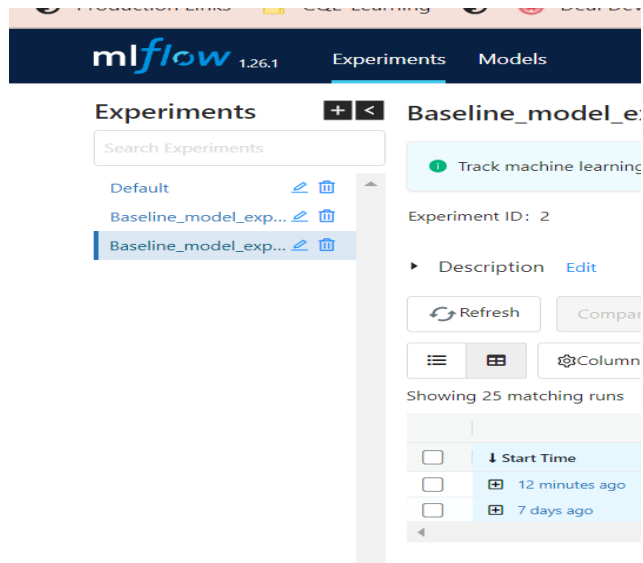 mlflow 1.26.1 Experiments Models
Experiments + <
Search Experiments
Default
Baseline_model_exp...
Baseline_model_exp...
Baseline_model_e
Track machine learning
Experiment ID: 2
Description Edit
Refresh Compar
Column
Showing 25 matching runs
Start Time
12 minutes ago
7 days ago